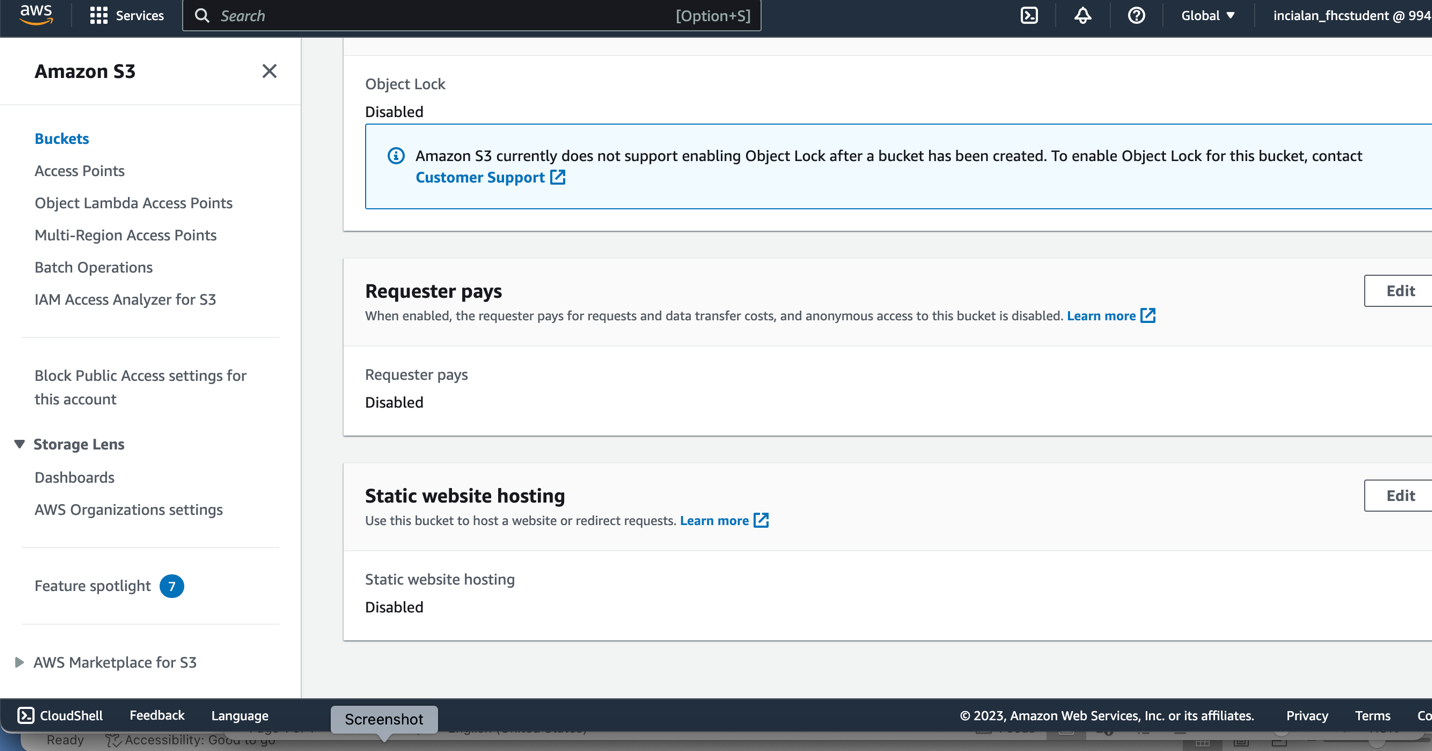 aws
Services
Search
[Option+S]
Global
incialan_fhcstudent @ 994
Amazon S3
Buckets
Access Points
Object Lambda Access Points
Multi-Region Access Points
Batch Operations
IAM Access Analyzer for S3
Block Public Access settings for
this account
Storage Lens
Dashboards
AWS Organizations settings
Feature spotlight 7
AWS Marketplace for S3
Object Lock
Disabled
Amazon S3 currently does not support enabling Object Lock after a bucket has been created. To enable Object Lock for this bucket, contact
Customer Support
Requester pays
Edit
When enabled, the requester pays for requests and data transfer costs, and anonymous access to this bucket is disabled. Learn more
Requester pays
Disabled
Static website hosting
Edit
Use this bucket to host a website or redirect requests. Learn more
Static website hosting
Disabled
CloudShell
Feedback
Language
Screenshot
© 2023, Amazon Web Services, Inc. or its affiliates.
Privacy
Terms
Co
Ready
Accessibility: Good to go